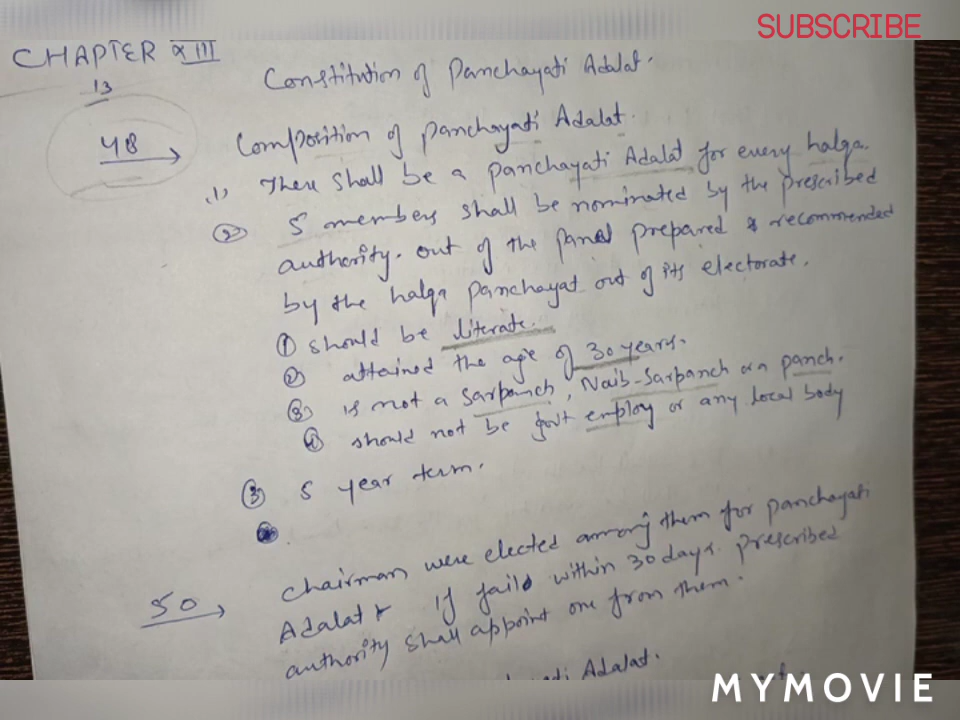 SUBSCRIBE
CHAPTER XIII
13
Constitution of Panchayati Adalat.
48 → Composition of Panchayati Adalat.
(1) There shall be a Panchayati Adalat for every halqa.
(2) 5 members shall be nominated by the prescribed
authority. out of the panel prepared & recommended
by the halqa panchayat out of its electorate.
(1) should be literate.
(2) attained the age of 30 years.
(3) is not a Sarpanch, Naib-Sarpanch or a panch.
(4) should not be govt employ or any local body
(3) 5 year term.
50 → chairman were elected among them for panchayati
Adalat & if fails within 30 days. prescribed
authority shall appoint one from them.
Adalat.
MYMOVIE